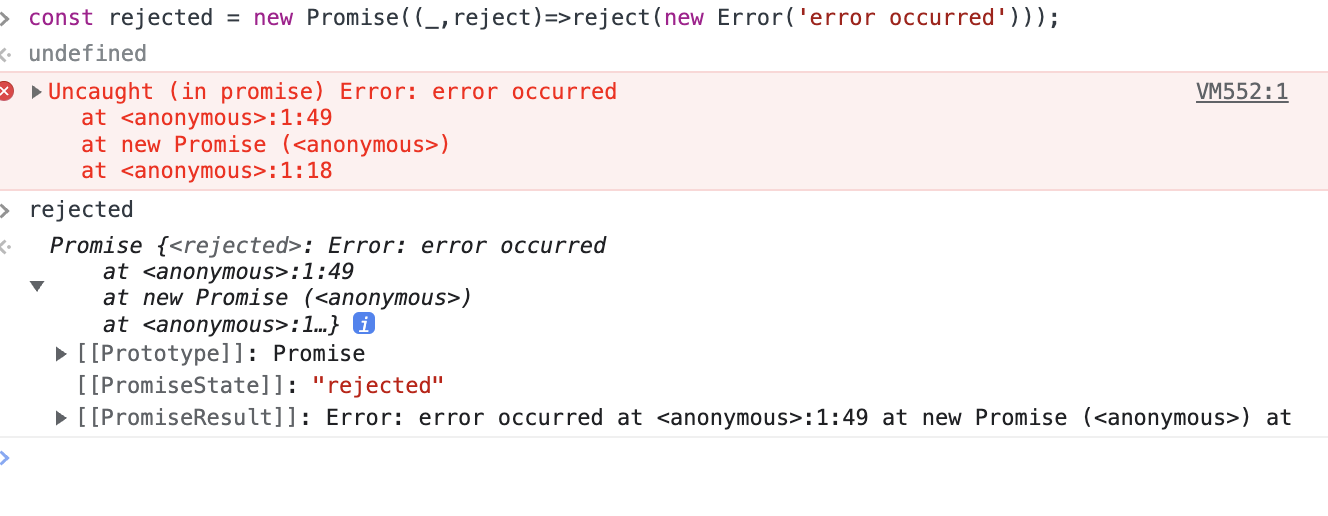 const rejected = new Promise((_,reject)=>reject(new Error('error occurred')));
undefined
Uncaught (in promise) Error: error occurred VM552:1
at <anonymous>:1:49
at new Promise (<anonymous>)
at <anonymous>:1:18
rejected
Promise {<rejected>: Error: error occurred
at <anonymous>:1:49
at new Promise (<anonymous>)
at <anonymous>:1…} i
[[Prototype]]: Promise
[[PromiseState]]: "rejected"
[[PromiseResult]]: Error: error occurred at <anonymous>:1:49 at new Promise (<anonymous>) at